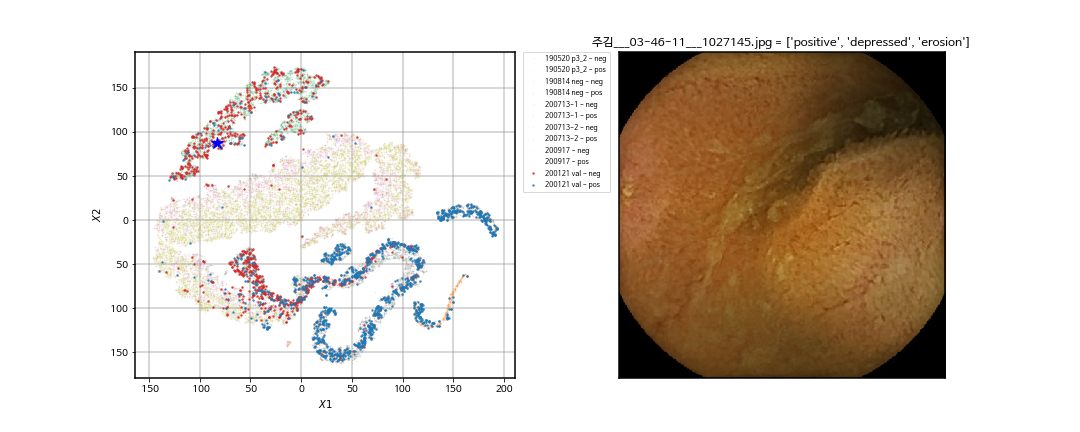 주김___03-46-11___1027145.jpg = ['positive', 'depressed', 'erosion']
190520 p3_2 − neg
190520 p3_2 − pos
190814 neg − neg
190814 neg − pos
200713−1 − neg
200713−1 − pos
200713−2 − neg
200713−2 − pos
200917 − neg
200917 − pos
200121 val − neg
200121 val − pos
150
100
50
0
50
100
150
X2
150 100 50 0 50 100 150 200
X1